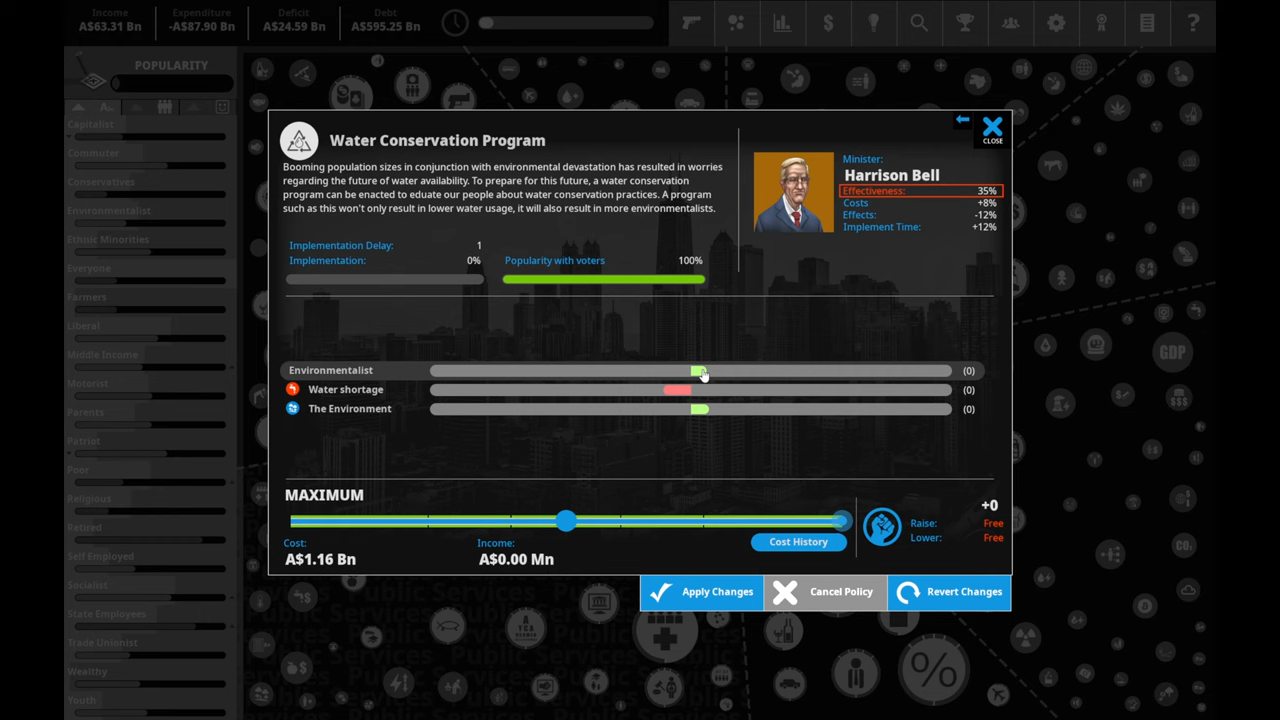 Income
A$63.31 Bn
Expenditure
-A$87.90 Bn
Deficit
A$24.59 Bn
Debt
A$595.25 Bn
?
POPULARITY
A..
Capitalist
Commuter
Conservatives
Environmentalist
Ethnic Minorities
Everyone
Farmers
Liberal
Middle Income
Motorist
Parents
Patriot
Poor
Religious
Retired
Self Employed
Socialist
State Employees
Trade Unionist
Wealthy
Youth
Water Conservation Program
Booming population sizes in conjunction with environmental devastation has resulted in worries
regarding the future of water availability. To prepare for this future, a water conservation
program can be enacted to eduate our people about water conservation practices. A program
such as this won't only result in lower water usage, it will also result in more environmentalists.
Implementation Delay: 1
Implementation: 0%
Popularity with voters 100%
CLOSE
Minister:
Harrison Bell
Effectiveness: 35%
Costs +8%
Effects: -12%
Implement Time: +12%
Environmentalist (0)
Water shortage (0)
The Environment (0)
MAXIMUM
Cost:
A$1.16 Bn
Income:
A$0.00 Mn
Cost History
+0
Raise: Free
Lower: Free
Apply Changes
Cancel Policy
Revert Changes
GDP
$$$
CO₂
%
Public Services